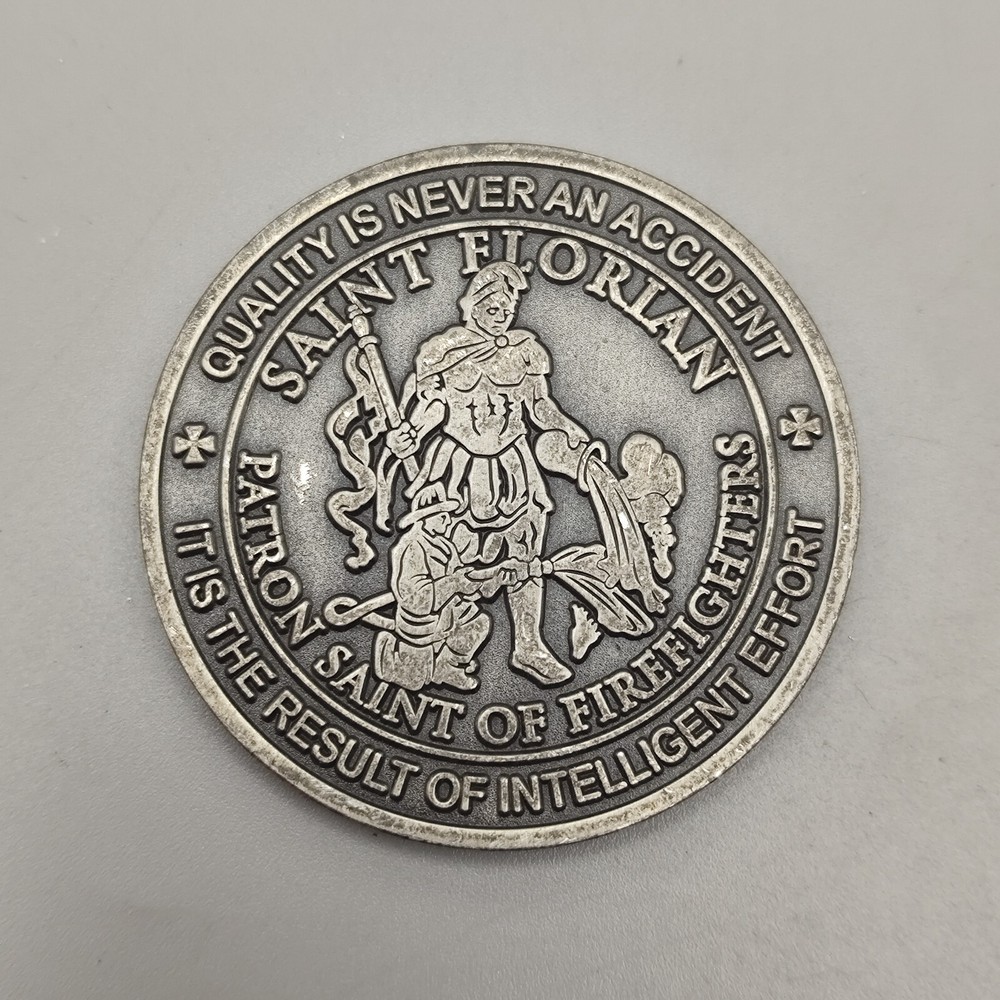 QUALITY IS NEVER AN ACCIDENT
SAINT FLORIAN
PATRON SAINT OF FIREFIGHTERS
IT IS THE RESULT OF INTELLIGENT EFFORT